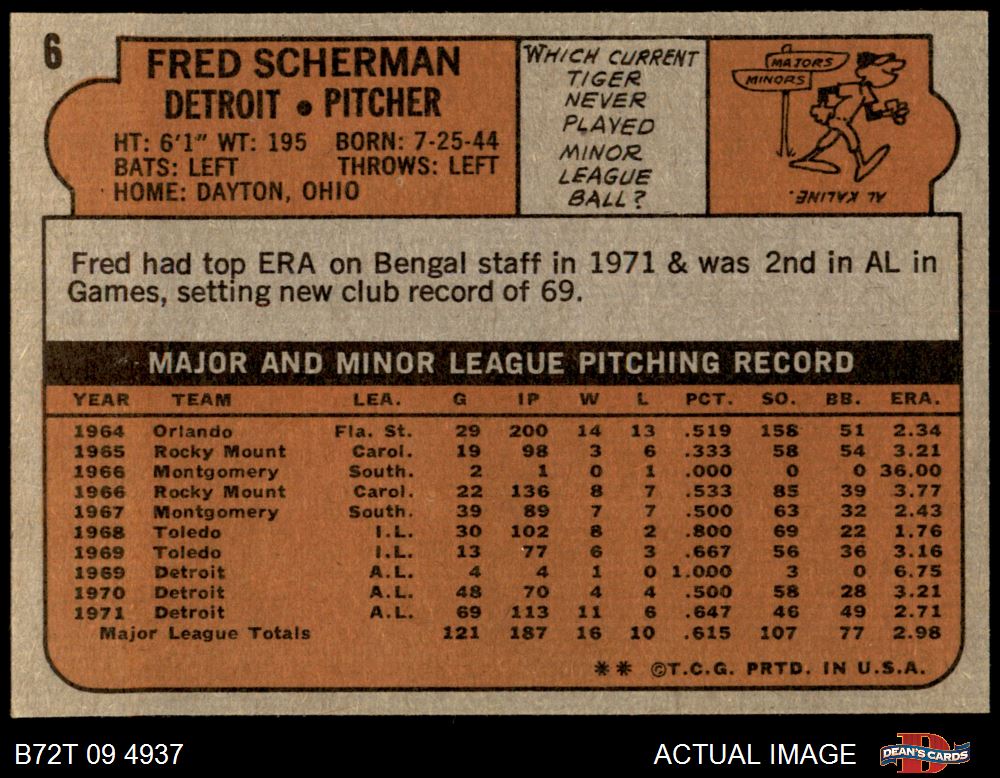 6
FRED SCHERMAN
DETROIT • PITCHER
HT: 6'1" WT: 195 BORN: 7-25-44
BATS: LEFT THROWS: LEFT
HOME: DAYTON, OHIO
WHICH CURRENT
TIGER
NEVER
PLAYED
MINOR
LEAGUE
BALL?
MAJORS
MINORS
AL KALINE.
Fred had top ERA on Bengal staff in 1971 & was 2nd in AL in
Games, setting new club record of 69.
MAJOR AND MINOR LEAGUE PITCHING RECORD
YEAR TEAM LEA. G IP W L PCT. SO. BB. ERA.
1964 Orlando Fla. St. 29 200 14 13 .519 158 51 2.34
1965 Rocky Mount Carol. 19 98 3 6 .333 58 54 3.21
1966 Montgomery South. 2 1 0 1 .000 0 0 36.00
1966 Rocky Mount Carol. 22 136 8 7 .533 85 39 3.77
1967 Montgomery South. 39 89 7 7 .500 63 32 2.43
1968 Toledo I.L. 30 102 8 2 .800 69 22 1.76
1969 Toledo I.L. 13 77 6 3 .667 56 36 3.16
1969 Detroit A.L. 4 4 1 0 1.000 3 0 6.75
1970 Detroit A.L. 48 70 4 4 .500 58 28 3.21
1971 Detroit A.L. 69 113 11 6 .647 46 49 2.71
Major League Totals 121 187 16 10 .615 107 77 2.98
** ©T.C.G. PRTD. IN U.S.A.
B72T 09 4937
ACTUAL IMAGE
D
DEAN'S CARDS